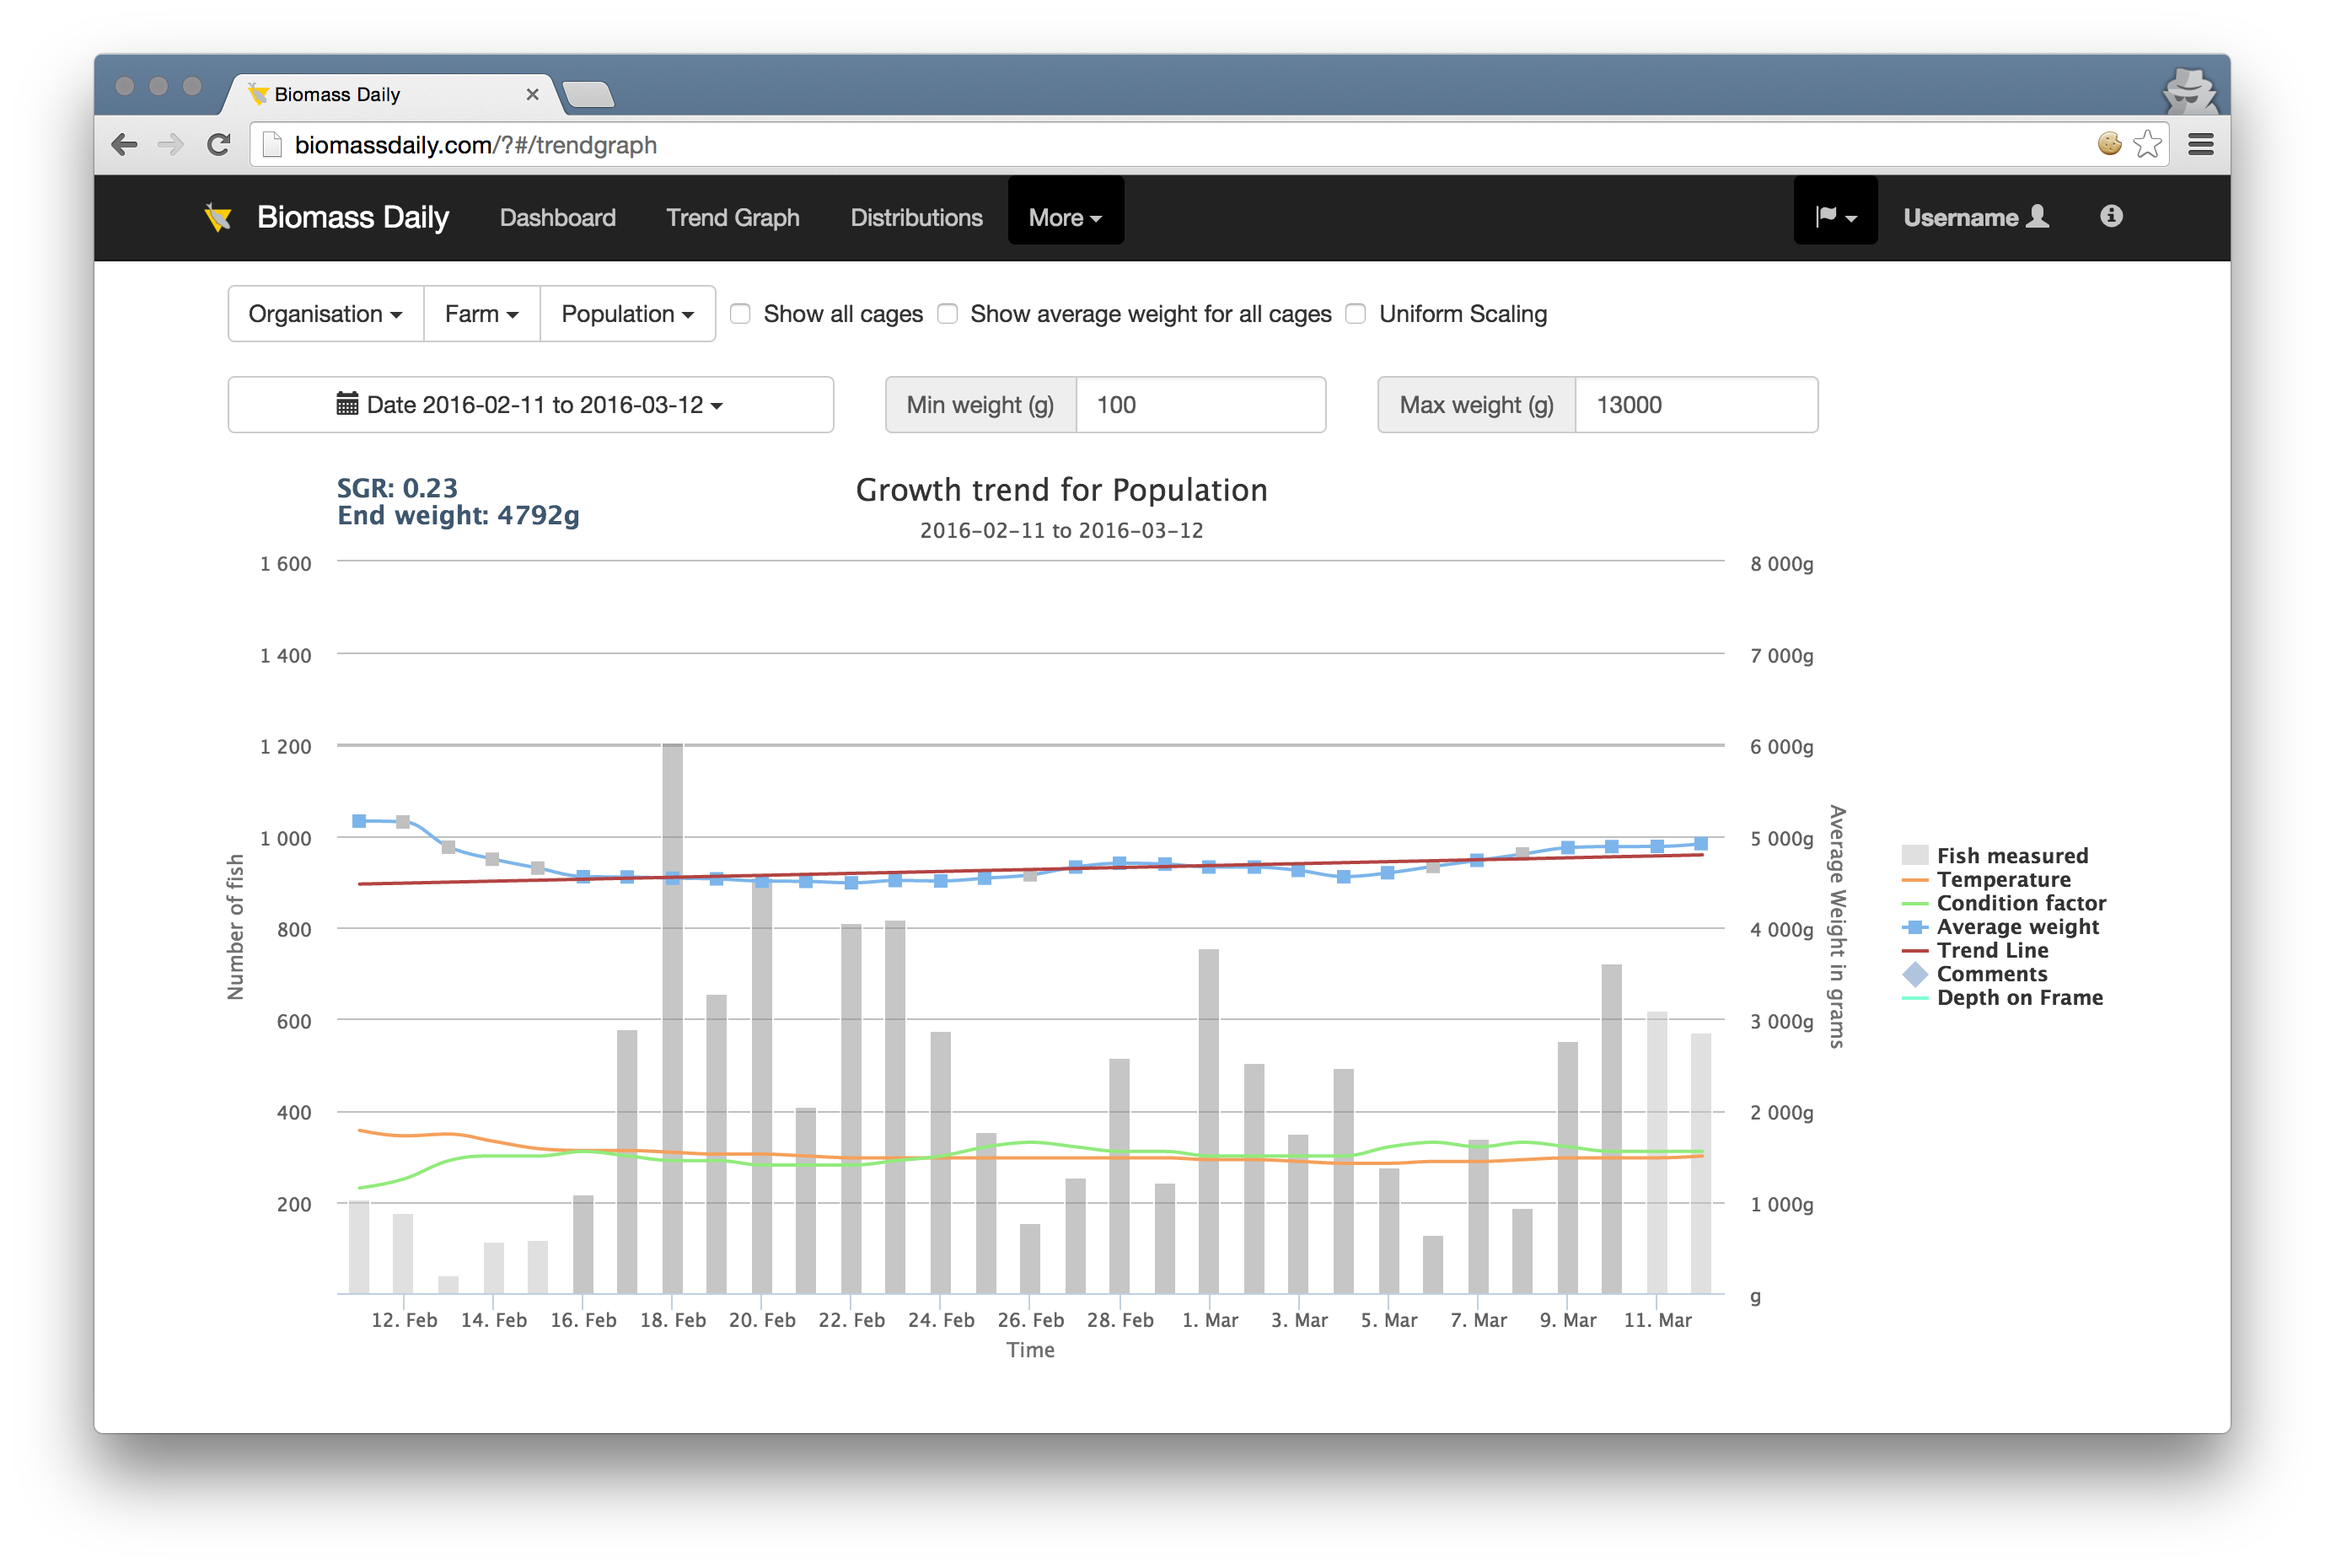 Biomass Daily
biomassdaily.com/?#/trendgraph
Biomass Daily Dashboard Trend Graph Distributions More Username
Organisation Farm Population Show all cages Show average weight for all cages Uniform Scaling
Date 2016-02-11 to 2016-03-12 Min weight (g) 100 Max weight (g) 13000
SGR: 0.23
End weight: 4792g
Growth trend for Population
2016-02-11 to 2016-03-12
1 600 8 000g
1 400 7 000g
1 200 6 000g
1 000 5 000g
800 4 000g
600 3 000g
400 2 000g
200 1 000g
g
Number of fish
Average Weight in grams
Fish measured
Temperature
Condition factor
Average weight
Trend Line
Comments
Depth on Frame
12. Feb 14. Feb 16. Feb 18. Feb 20. Feb 22. Feb 24. Feb 26. Feb 28. Feb 1. Mar 3. Mar 5. Mar 7. Mar 9. Mar 11. Mar
Time